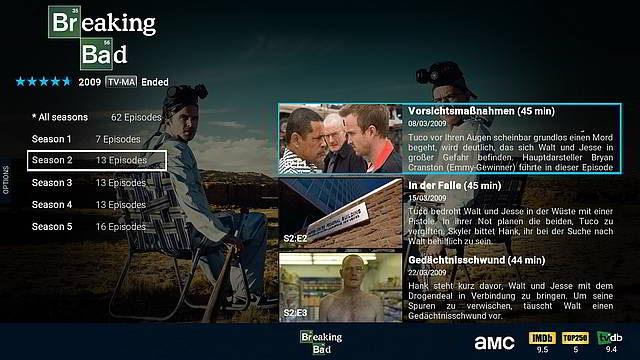 35
Breaking
56
Bad
2009 TV-MA Ended
* All seasons 62 Episodes
Season 1 7 Episodes
Season 2 13 Episodes
Season 3 13 Episodes
Season 4 13 Episodes
Season 5 16 Episodes
OPTIONS
Vorsichtsmaßnahmen (45 min)
08/03/2009
Tuco vor ihren Augen scheinbar grundlos einen Mord
begeht, wird deutlich, das sich Walt und Jesse in
großer Gefahr befinden. Hauptdarsteller Bryan
Cranston (Emmy-Gewinner) führte in dieser Episode
In der Falle (45 min)
15/03/2009
Tuco bedroht Walt und Jesse in der Wüste mit einer
Pistole. In ihrer Not planen die beiden, Tuco zu
vergiften. Skyler bittet Hank, ihr bei der Suche nach
Walt behilflich zu sein.
S2:E2
Gedächtnisschwund (44 min)
22/03/2009
Hank steht kurz davor, Walt und Jesse mit dem
Drogendeal in Verbindung zu bringen. Um seine
Spuren zu verwischen, täuscht Walt einen
Gedächtnisschwund vor.
S2:E3
Breaking
Bad
aMC
IMDb TOP250 tvdb
9.5 5 9.4